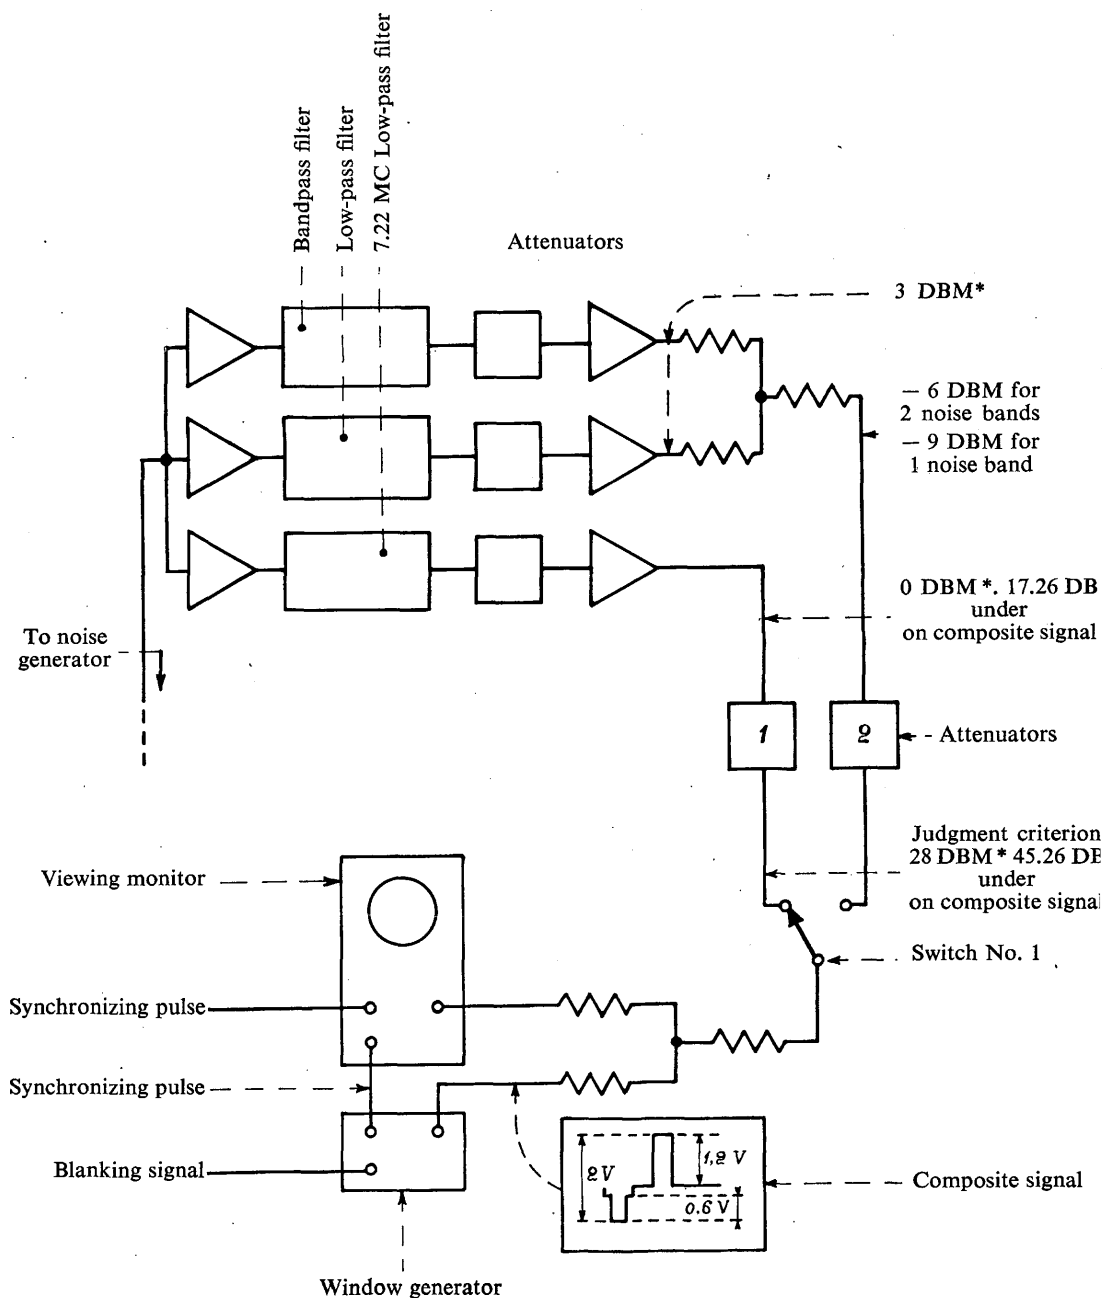 Bandpass filter
Low-pass filter
7.22 MC Low-pass filter
Attenuators
3 DBM*
— 6 DBM for
2 noise bands
— 9 DBM for
1 noise band
0 DBM *. 17.26 DB
under
on composite signal
To noise
generator
1
2
Attenuators
Judgment criterion
28 DBM * 45.26 DB
under
on composite signal
Viewing monitor
Switch No. 1
Synchronizing pulse
Synchronizing pulse
Blanking signal
2 V
1,2 V
0.6 V
Composite signal
Window generator